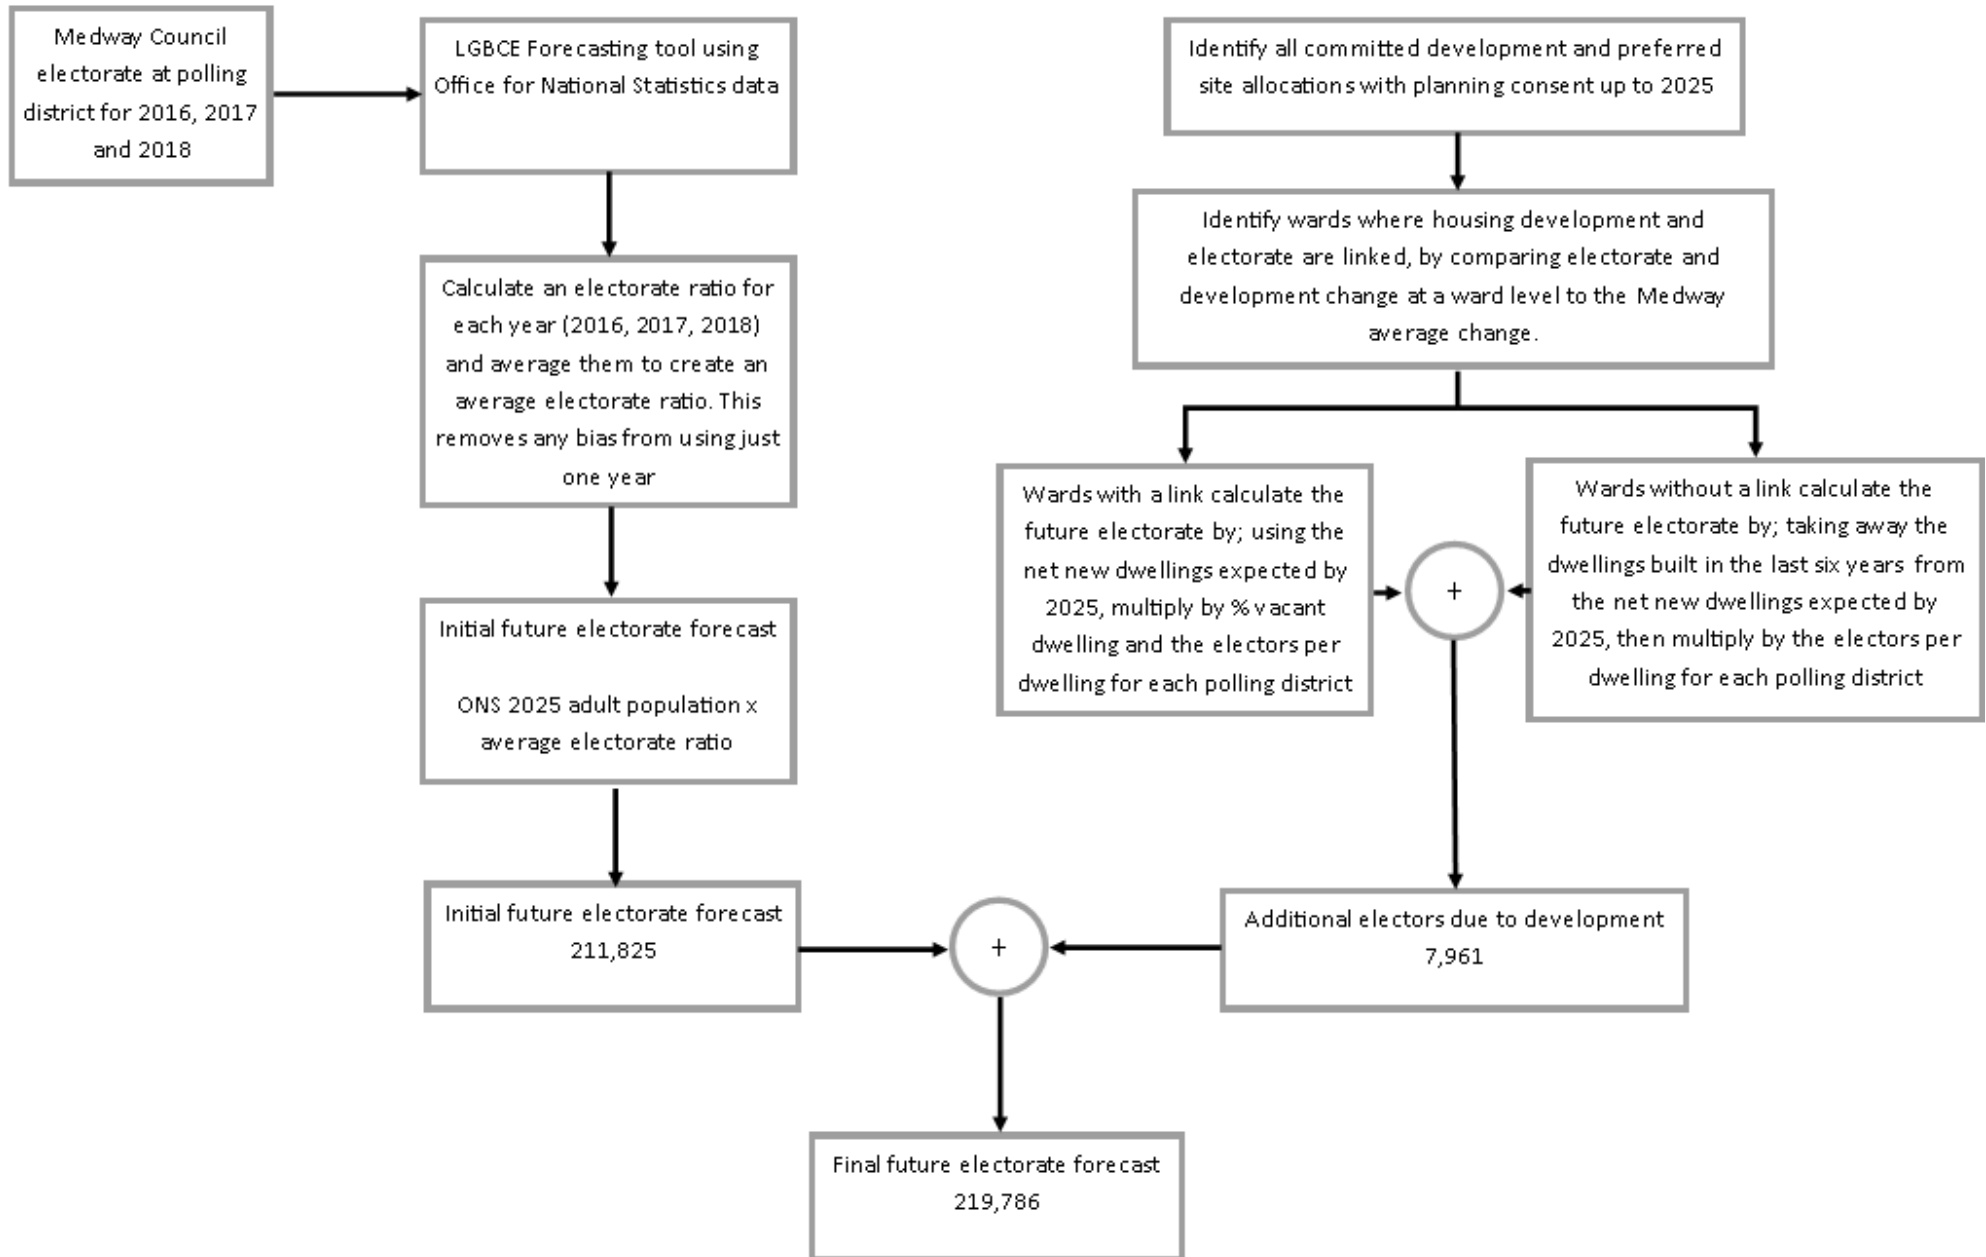 Medway Council
electorate at polling
district for 2016, 2017
and 2018
LGBCE Forecasting tool using
Office for National Statistics data
Calculate an electorate ratio for
each year (2016, 2017, 2018)
and average them to create an
average electorate ratio. This
removes any bias from using just
one year
Initial future electorate forecast
ONS 2025 adult population x
average electorate ratio
Initial future electorate forecast
211,825
Identify all committed development and preferred
site allocations with planning consent up to 2025
Identify wards where housing development and
electorate are linked, by comparing electorate and
development change at a ward level to the Medway
average change.
Wards with a link calculate the
future electorate by; using the
net new dwellings expected by
2025, multiply by % vacant
dwelling and the electors per
dwelling for each polling district
+
Wards without a link calculate the
future electorate by; taking away the
dwellings built in the last six years from
the net new dwellings expected by
2025, then multiply by the electors per
dwelling for each polling district
Additional electors due to development
7,961
+
Final future electorate forecast
219,786